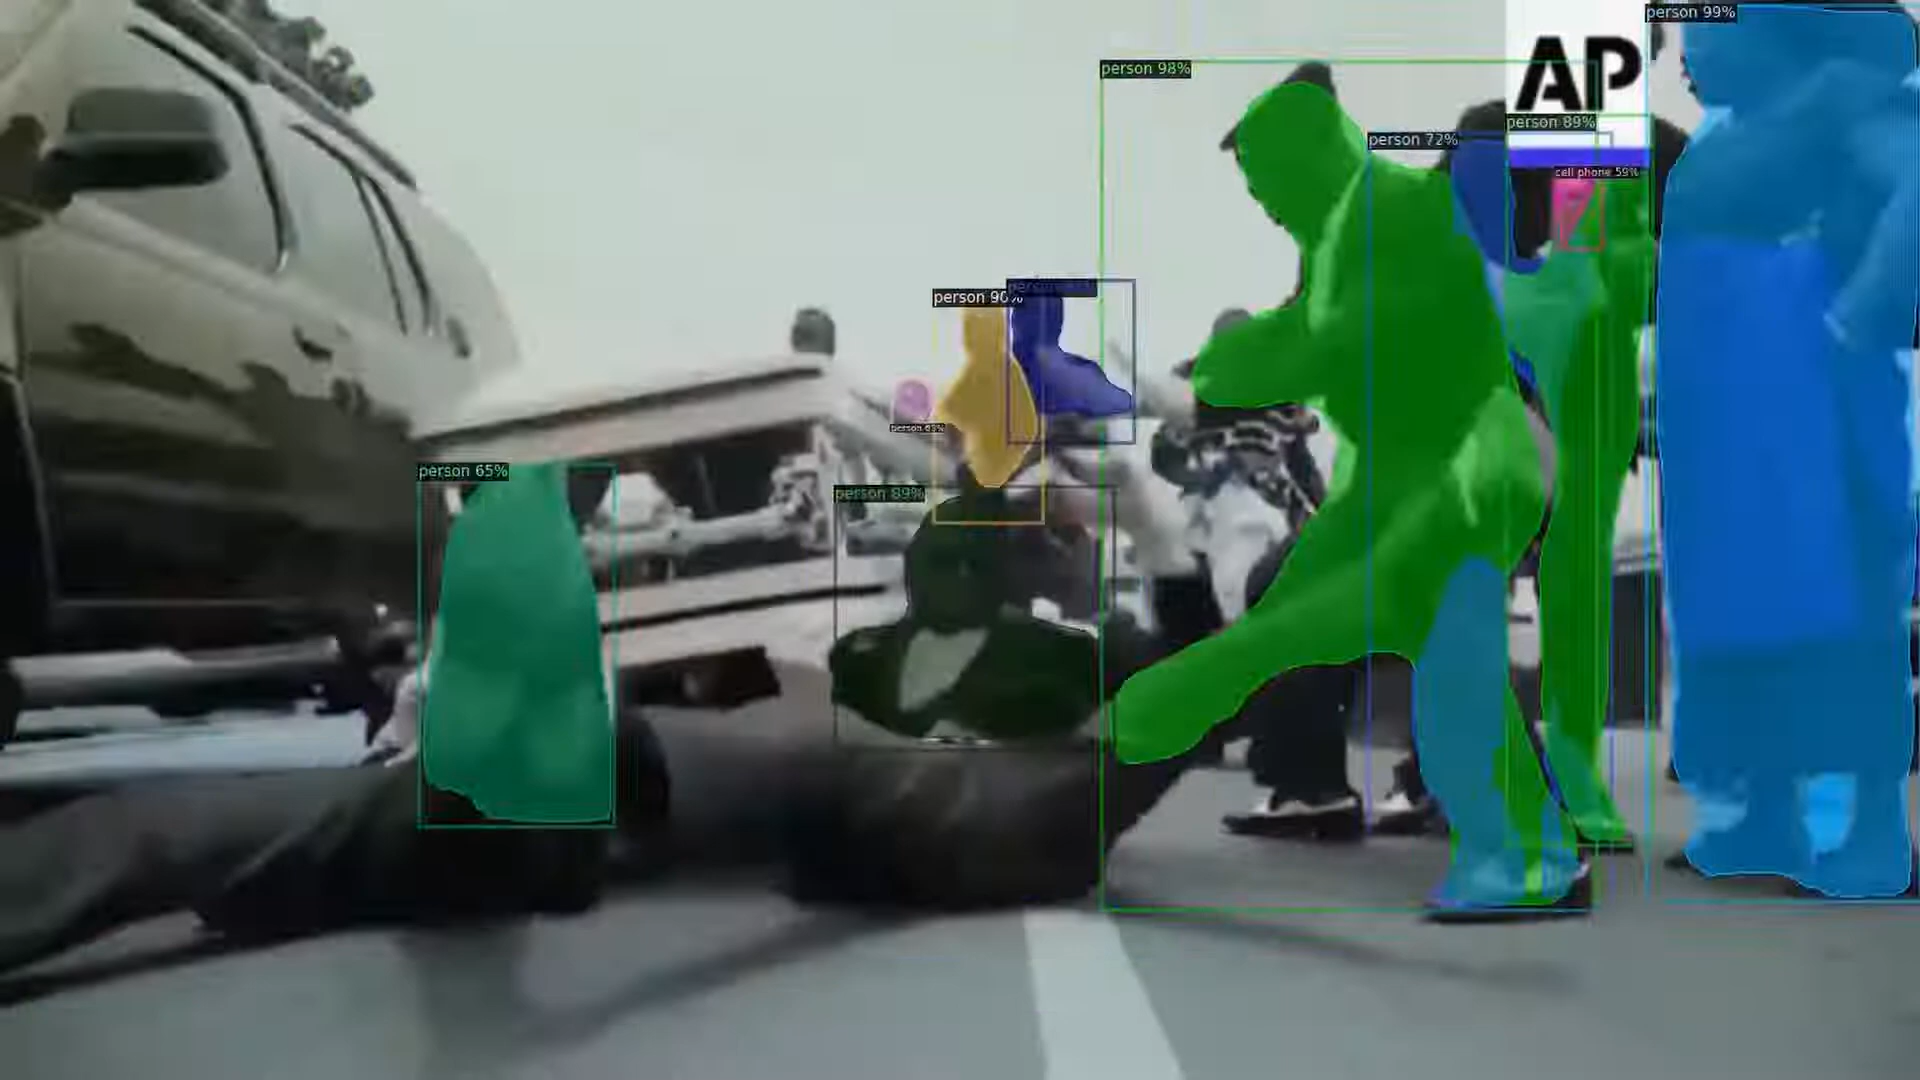 person 99%
AP
person 98%
person 89%
person 72%
cell phone 59%
person 90%
person 65%
person 89%